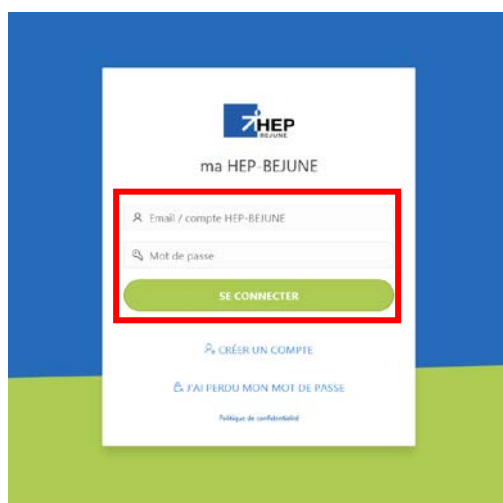 HEP
BEJUNE
ma HEP-BEJUNE
Email / compte HEP-BEJUNE
Mot de passe
SE CONNECTER
CRÉER UN COMPTE
J'AI PERDU MON MOT DE PASSE
Politique de confidentialité